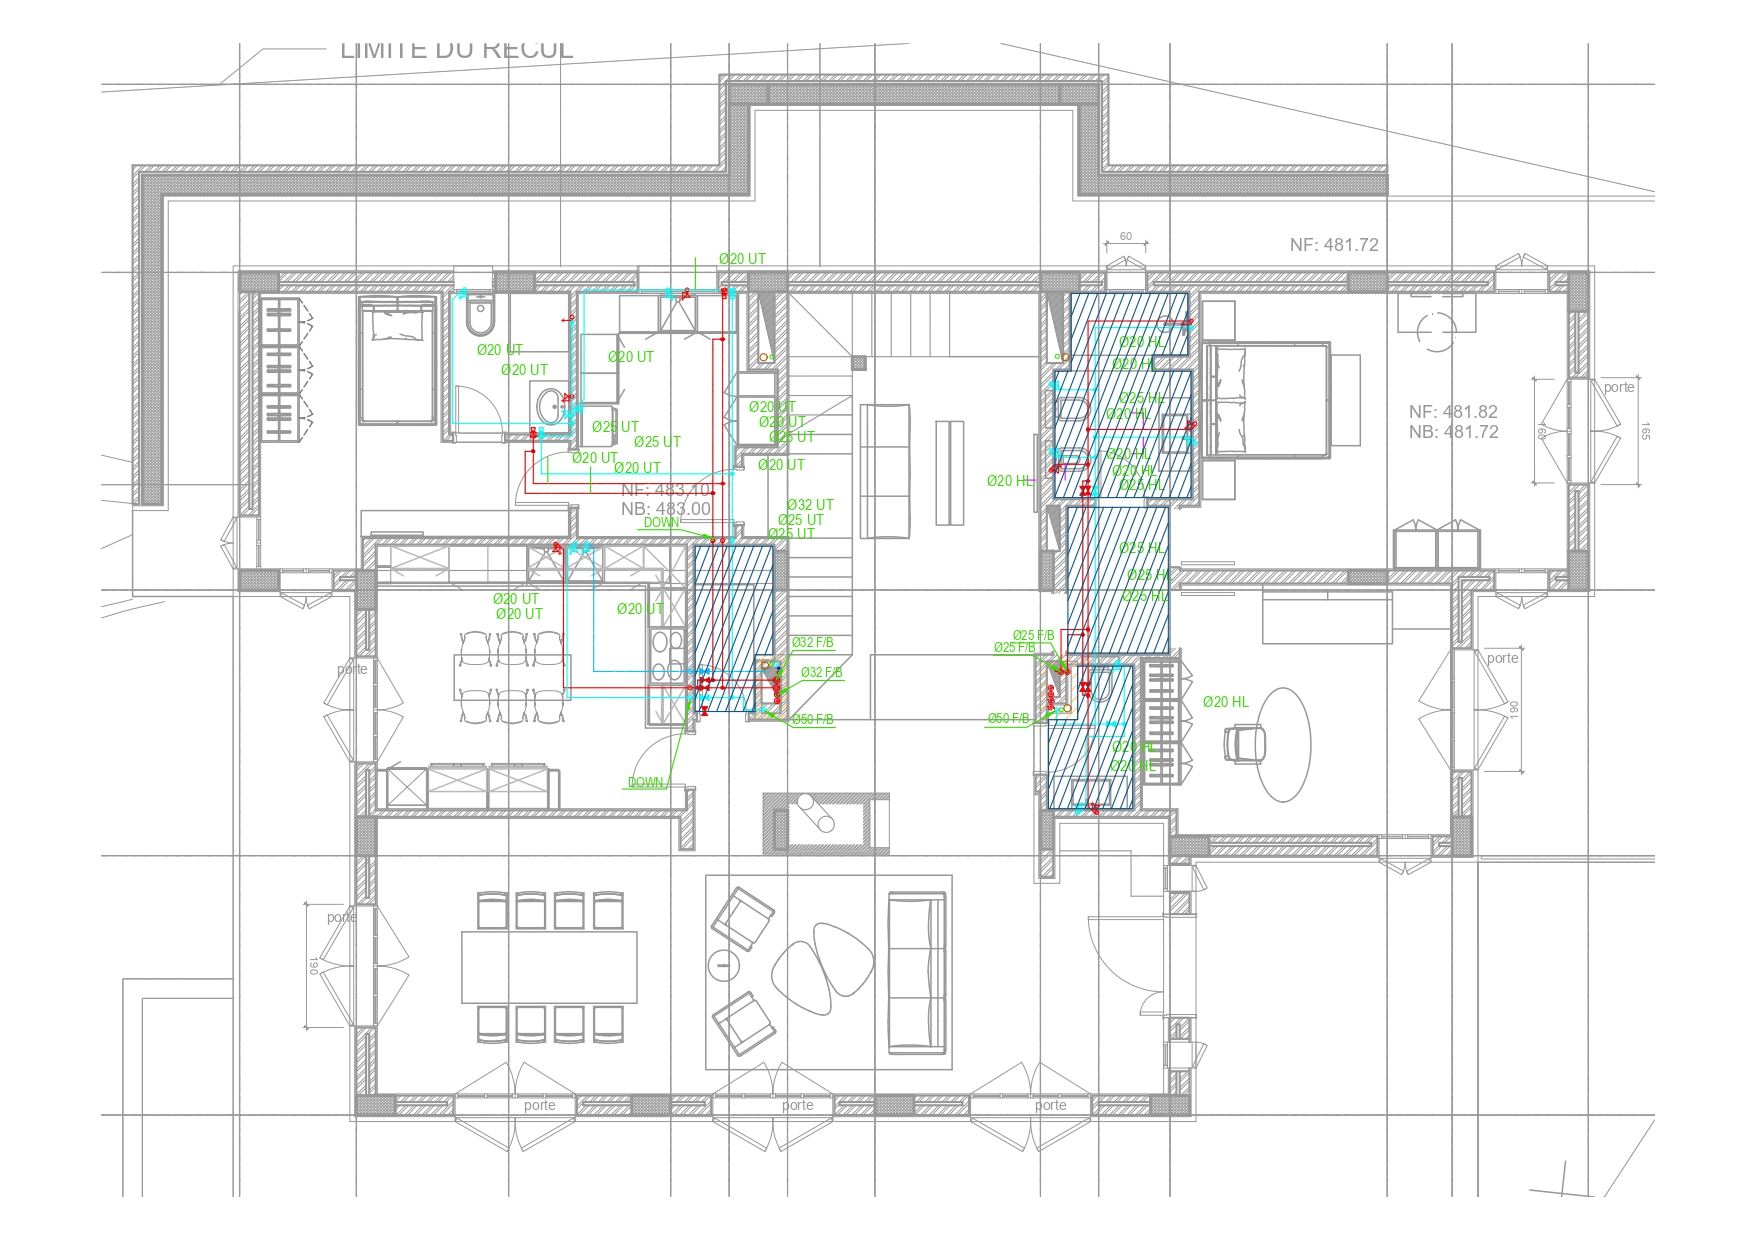 LIMITE DU RECUL
60
NF: 481.72
Ø20 UT
Ø20 UT
Ø20 UT
Ø20 UT
Ø20 HL
Ø20 HL
porte
Ø25 HL
Ø20 HL
Ø20 UT
Ø20 UT
Ø25 UT
Ø25 UT
Ø25 UT
NF: 481.82
NB: 481.72
160
165
Ø20 UT
Ø20 UT
Ø20 UT
Ø20 HL
Ø20 HL
Ø25 HL
Ø20 HL
NF: 483.10
NB: 483.00
DOWN
Ø32 UT
Ø25 UT
Ø25 UT
Ø25 HL
Ø25 HL
Ø25 HL
Ø20 UT
Ø20 UT
Ø20 UT
Ø32 F/B
Ø25 F/B
Ø25 F/B
porte
porte
Ø32 F/B
Ø50 F/B
Ø50 F/B
Ø20 HL
190
Ø20 HL
Ø20 HL
DOWN
porte
190
porte
porte
porte